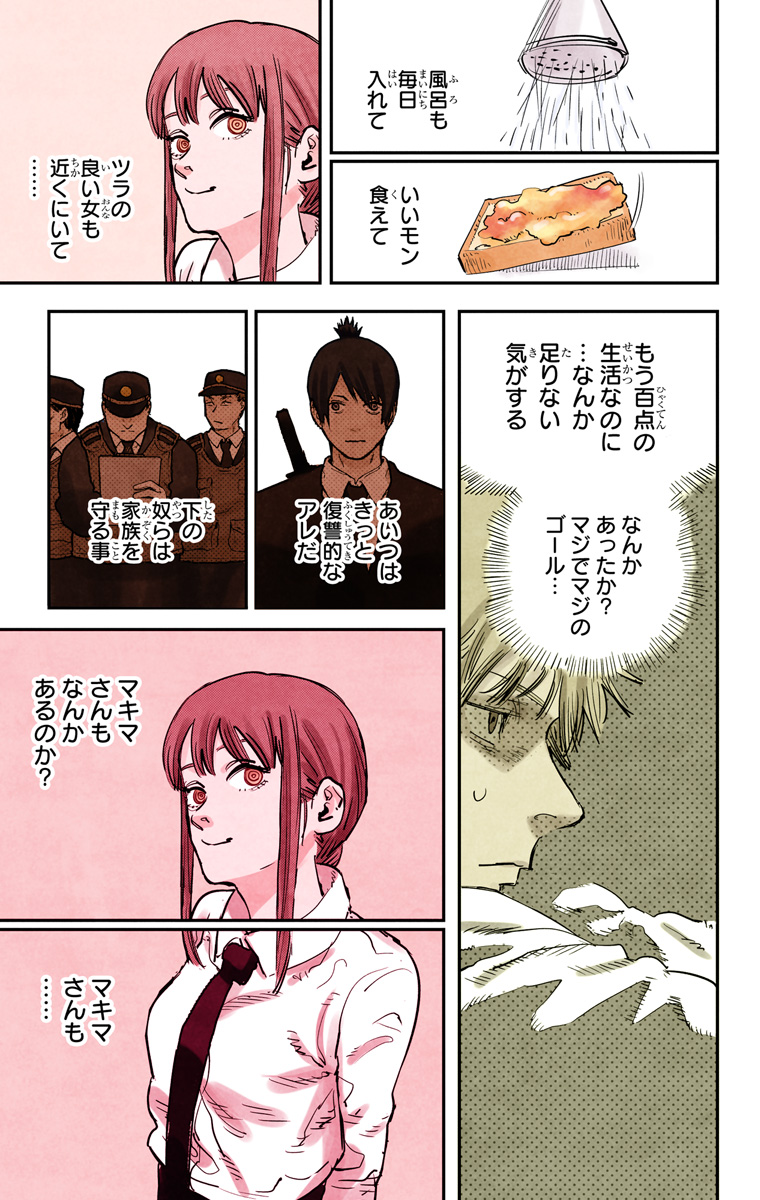 風呂も
毎日
入れて
いいモン
食えて
ツラの
良い女も
近くにいて
……
もう百点の
生活なのに
…なんか
足りない
気がする
なんか
あったか?
マジでマジの
ゴール…
あいつは
きっと
復讐的な
アレだ
下の
奴らは
家族を
守る事
マキマ
さんも
なんか
あるのか?
マキマ
さんも
……